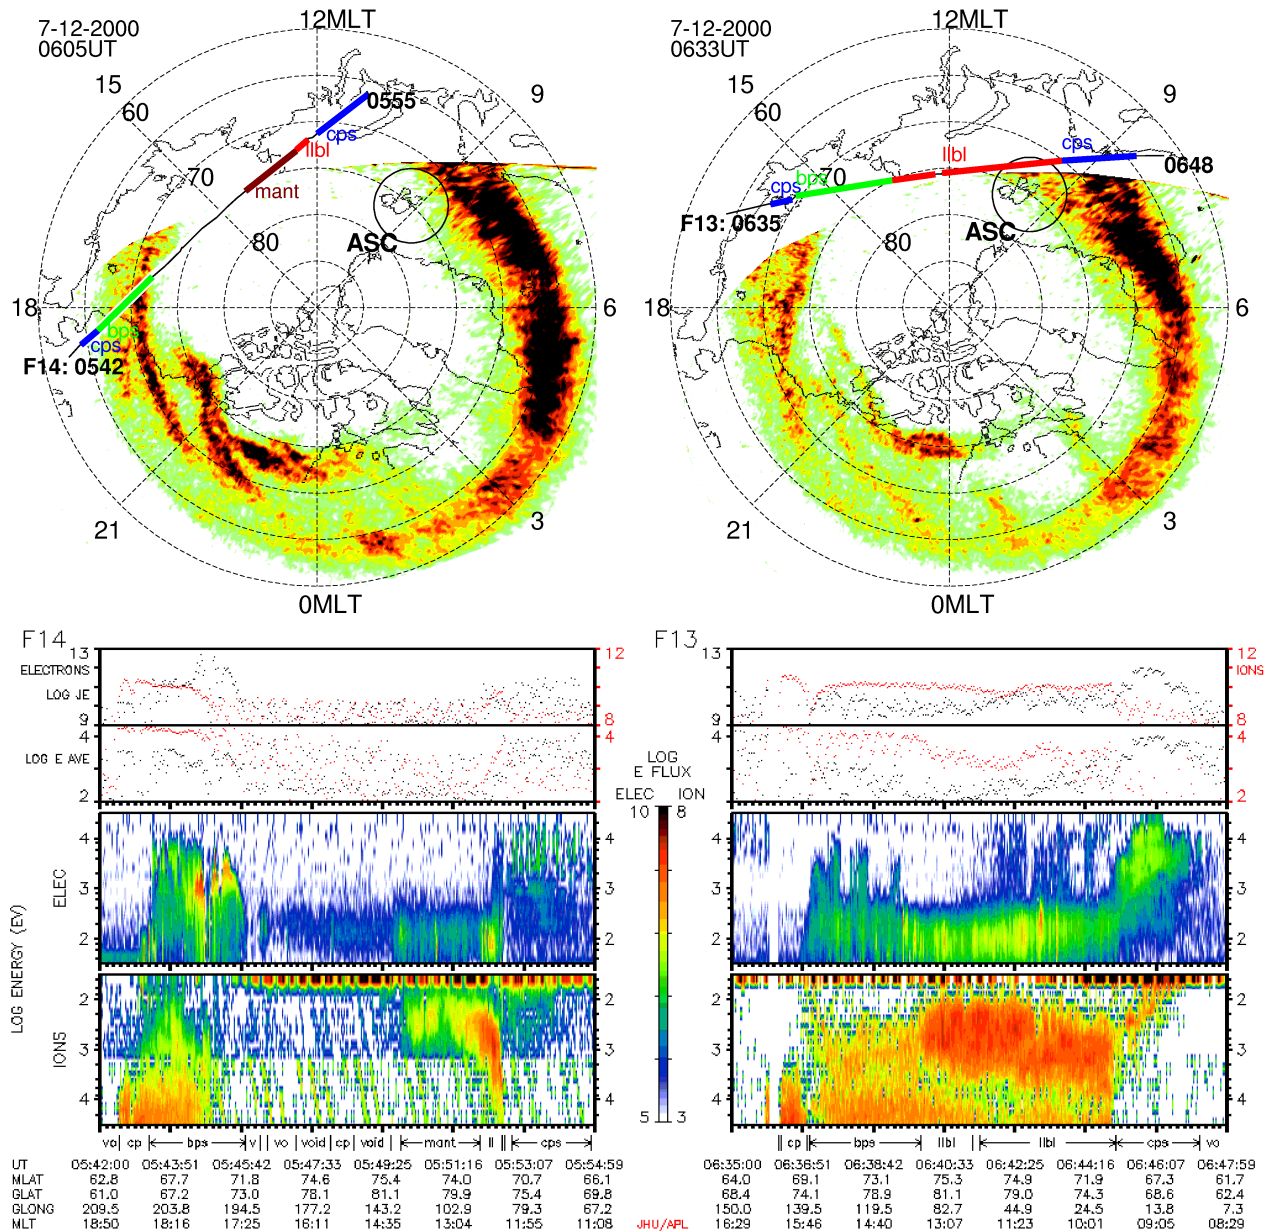 7-12-2000
0605UT
12MLT
15
60
9
0555
cps
llbl
70
mant
80
ASC
18
6
bps
cps
F14: 0542
21
3
0MLT
7-12-2000
0633UT
12MLT
15
60
9
llbl
cps
0648
70
bps
cps
F13: 0635
80
ASC
18
6
21
3
0MLT
F14
13
12
ELECTRONS
LOG JE
9
8
4
LOG E AVE
2
LOG
E FLUX
ELEC ION
10 8
5 3
LOG ENERGY (EV)
ELEC
4
3
2
IONS
2
3
4
vo cp bps v vo void cp void mant ll cps
UT 05:42:00 05:43:51 05:45:42 05:47:33 05:49:25 05:51:16 05:53:07 05:54:59
MLAT 62.8 67.7 71.8 74.6 75.4 74.0 70.7 66.1
GLAT 61.0 67.2 73.0 78.1 81.1 79.9 75.4 69.8
GLONG 209.5 203.8 194.5 177.2 143.2 102.9 79.3 67.2
MLT 18:50 18:16 17:25 16:11 14:35 13:04 11:55 11:08
JHU/APL
F13
13
12
IONS
9
8
4
4
2
4
3
2
2
3
4
cp bps llbl llbl cps vo
06:35:00 06:36:51 06:38:42 06:40:33 06:42:25 06:44:16 06:46:07 06:47:59
64.0 69.1 73.1 75.3 74.9 71.9 67.3 61.7
68.4 74.1 78.9 81.1 79.0 74.3 68.6 62.4
150.0 139.5 119.5 82.7 44.9 24.5 13.8 7.3
16:29 15:46 14:40 13:07 11:23 10:01 09:05 08:29